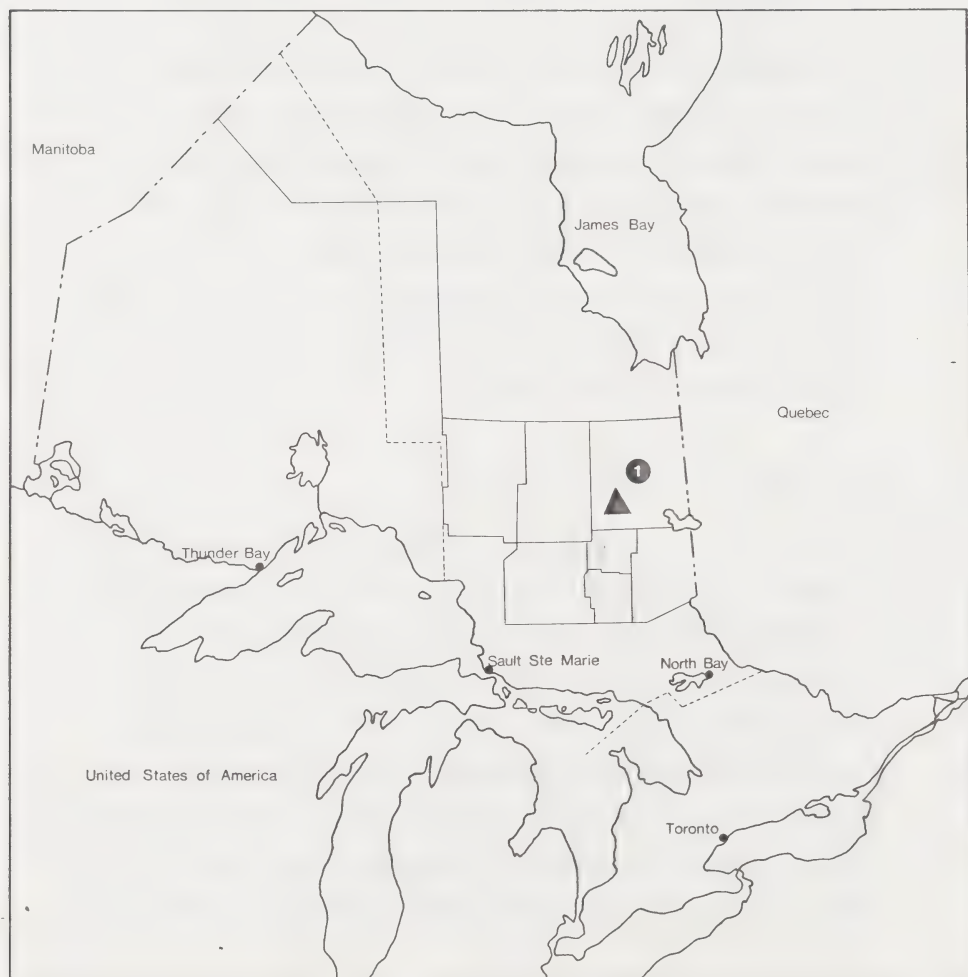 Manitoba
James Bay
Quebec
1
Thunder Bay
Sault Ste Marie
North Bay
United States of America
Toronto